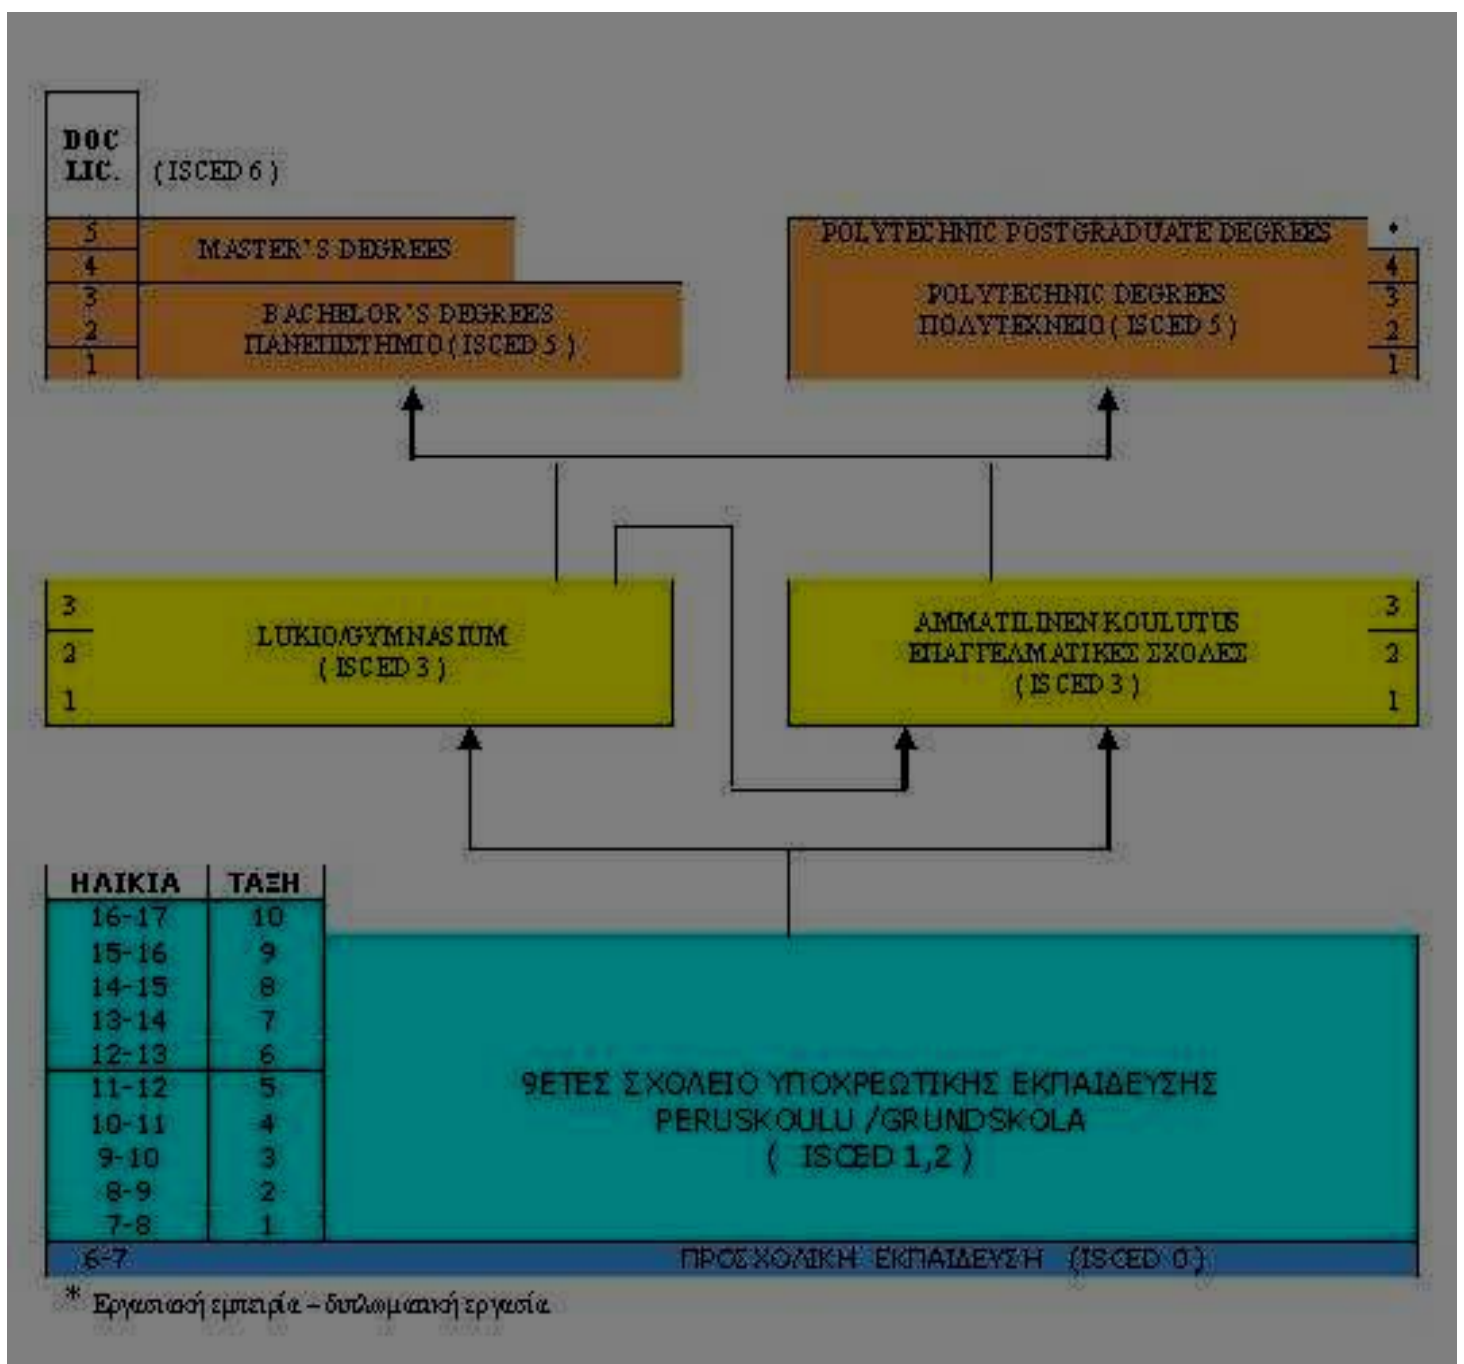 DOC
LIC.
( ISCED 6 )
5
4
3
2
1
MASTER'S DEGREES
BACHELOR'S DEGREES
ΠΑΝΕΠΙΣΤΗΜΙΟ ( ISCED 5 )
POLYTECHNIC POSTGRADUATE DEGREES
*
POLYTECHNIC DEGREES
ΠΟΛΥΤΕΧΝΕΙΟ ( ISCED 5 )
4
3
2
1
3
2
1
LUKIO/GYMNASIUM
( ISCED 3 )
AMMATILINEN KOULUTUS
ΕΠΑΓΓΕΛΜΑΤΙΚΕΣ ΣΧΟΛΕΣ
( ISCED 3 )
3
2
1
ΗΛΙΚΙΑ ΤΑΞΗ
16-17 10
15-16 9
14-15 8
13-14 7
12-13 6
11-12 5
10-11 4
9-10 3
8-9 2
7-8 1
9ΕΤΕΣ ΣΧΟΛΕΙΟ ΥΠΟΧΡΕΩΤΙΚΗΣ ΕΚΠΑΙΔΕΥΣΗΣ
PERUSKOULU /GRUNDSKOLA
( ISCED 1,2 )
6-7 ΠΡΟΣΧΟΛΙΚΗ ΕΚΠΑΙΔΕΥΣΗ (ISCED 0)
* Εργασιακή εμπειρία – διπλωματική εργασία